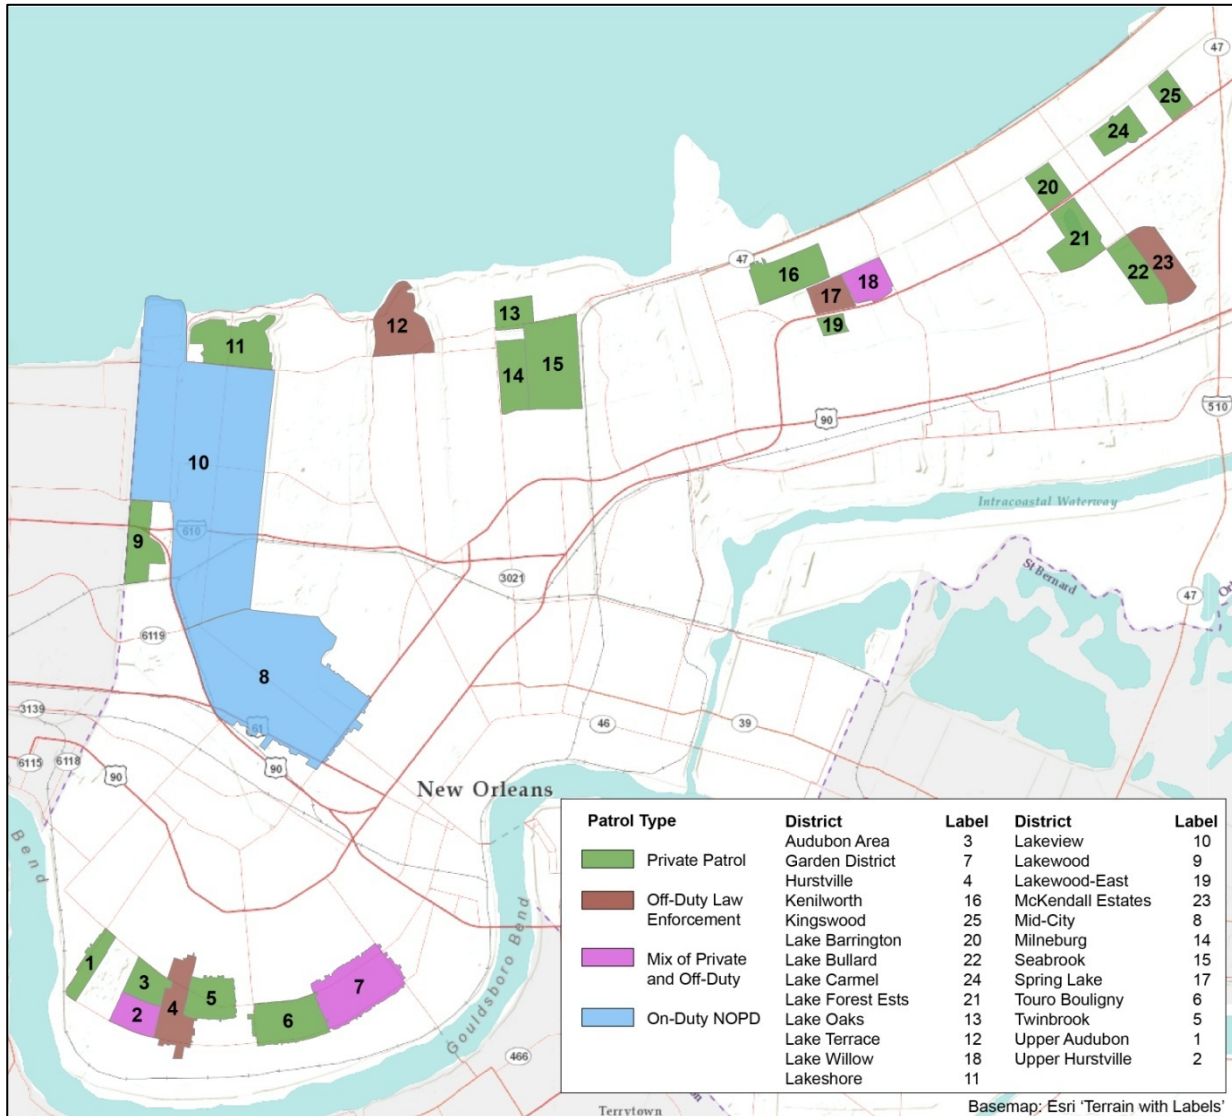 47
25
24
20
21
22
23
47
16
18
17
19
13
12
11
15
14
510
90
10
Intracoastal Waterway
610
9
3021
St Bernard
47
6119
8
3139
61
46
39
6115
6118
90
90
New Orleans
Bend
Gouldsboro Bend
1
3
2
4
5
6
7
466
Terrytown
Patrol Type
Private Patrol
Off-Duty Law
Enforcement
Mix of Private
and Off-Duty
On-Duty NOPD
District Label District Label
Audubon Area 3 Lakeview 10
Garden District 7 Lakewood 9
Hurstville 4 Lakewood-East 19
Kenilworth 16 McKendall Estates 23
Kingswood 25 Mid-City 8
Lake Barrington 20 Milneburg 14
Lake Bullard 22 Seabrook 15
Lake Carmel 24 Spring Lake 17
Lake Forest Ests 21 Touro Bouligny 6
Lake Oaks 13 Twinbrook 5
Lake Terrace 12 Upper Audubon 1
Lake Willow 18 Upper Hurstville 2
Lakeshore 11
Basemap: Esri ‘Terrain with Labels’